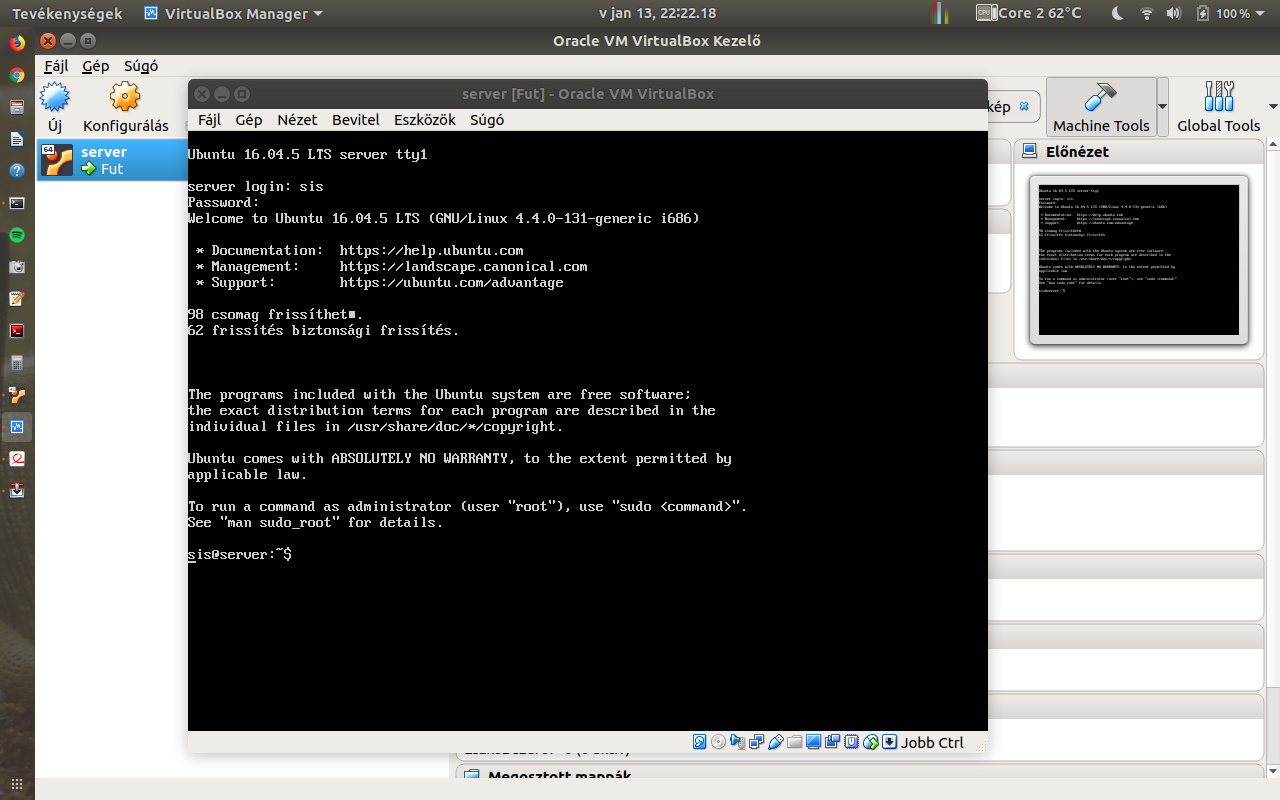 Tevékenységek VirtualBox Manager v jan 13, 22:22.18 Core 2 62°C 100 %
Oracle VM VirtualBox Kezelő
Fájl Gép Súgó
Új Konfigurálás kép Machine Tools Global Tools
server
Fut
64
Előnézet
server [Fut] - Oracle VM VirtualBox
Fájl Gép Nézet Bevitel Eszközök Súgó
Ubuntu 16.04.5 LTS server tty1
server login: sis
Password:
Welcome to Ubuntu 16.04.5 LTS (GNU/Linux 4.4.0-131-generic i686)
* Documentation: https://help.ubuntu.com
* Management: https://landscape.canonical.com
* Support: https://ubuntu.com/advantage
98 csomag frissíthet■.
62 frissítés biztonsági frissítés.
The programs included with the Ubuntu system are free software;
the exact distribution terms for each program are described in the
individual files in /usr/share/doc/*/copyright.
Ubuntu comes with ABSOLUTELY NO WARRANTY, to the extent permitted by
applicable law.
To run a command as administrator (user "root"), use "sudo <command>".
See "man sudo_root" for details.
sis@server:~$
Jobb Ctrl
Megosztott mappák